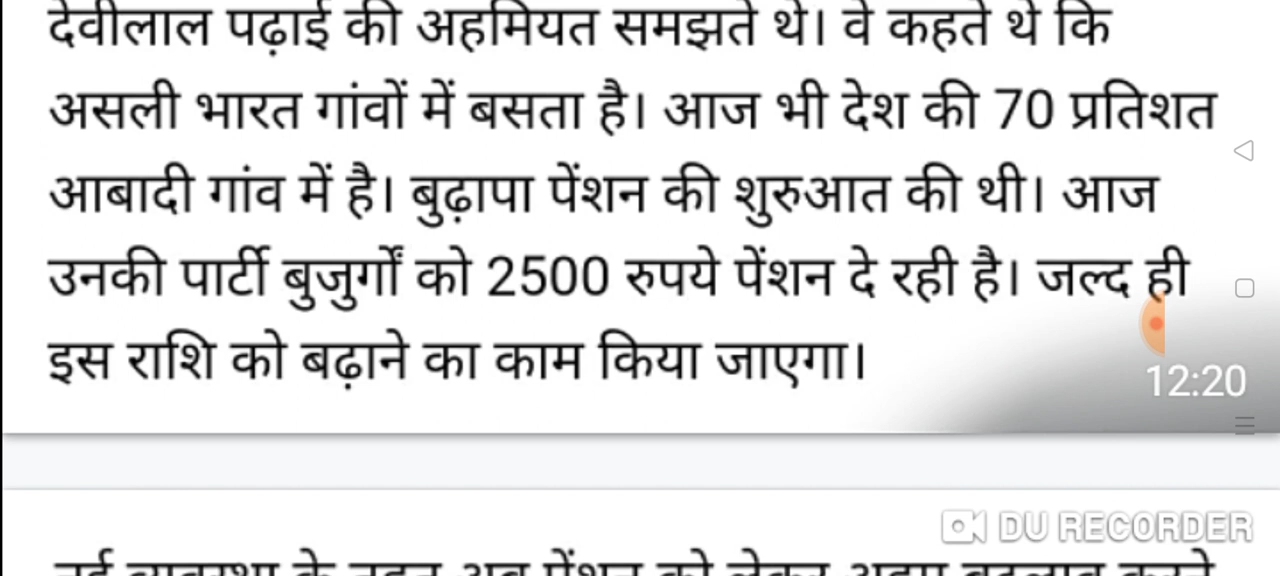 देवीलाल पढ़ाई की अहमियत समझते थे। वे कहते थे कि
असली भारत गांवों में बसता है। आज भी देश की 70 प्रतिशत
आबादी गांव में है। बुढ़ापा पेंशन की शुरुआत की थी। आज
उनकी पार्टी बुजुर्गों को 2500 रुपये पेंशन दे रही है। जल्द ही
इस राशि को बढ़ाने का काम किया जाएगा।
12:20
DU RECORDER